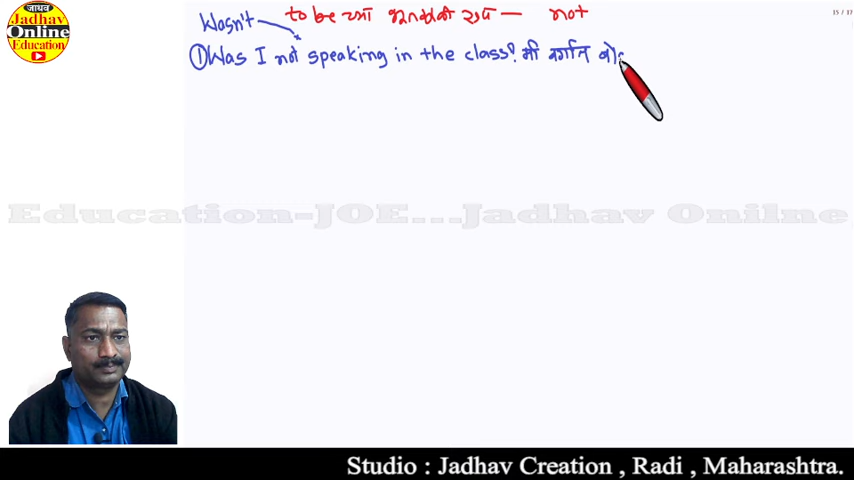 जाधव
Jadhav
Online
Education
Wasn't to be च्या भूतकाळी रूप — not
15 / 17
①Was I not speaking in the class? मी वर्गात बो
Education-JOE...Jadhav Onilne
Studio : Jadhav Creation , Radi , Maharashtra.